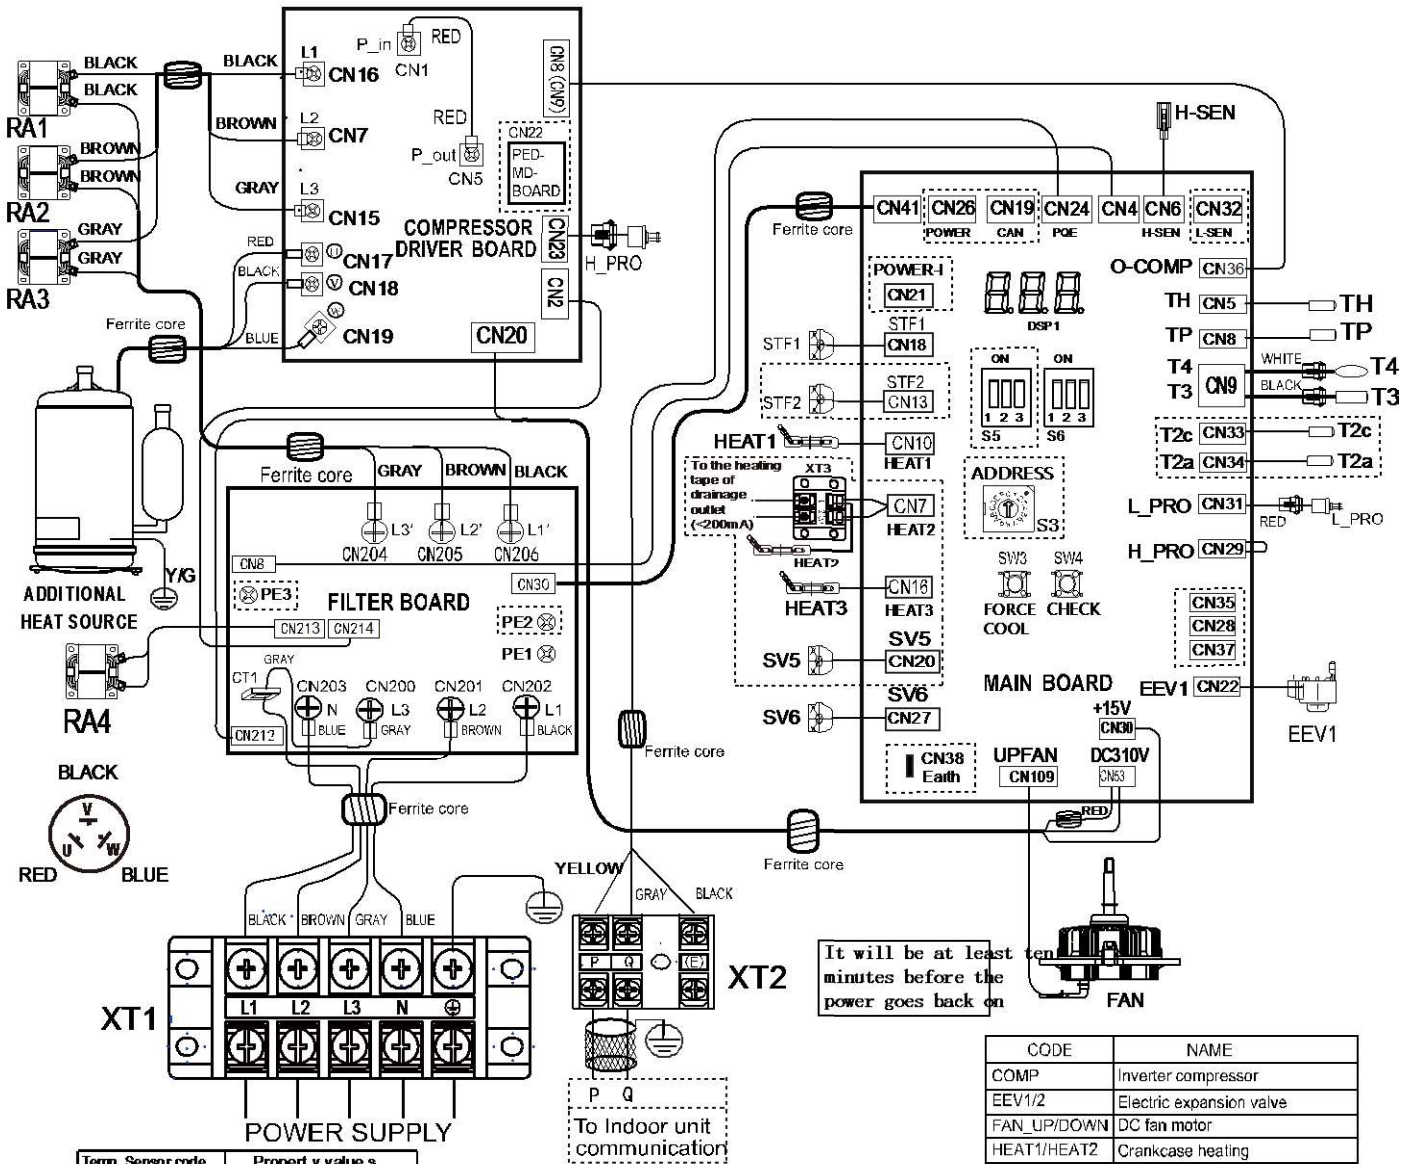 P_in
RED
CN1
RED
P_out
CN5
CN22
PED-
MD-
BOARD
CN8 (CN9)
COMPRESSOR
DRIVER BOARD
CN23
H_PRO
CN2
CN20
L1
CN16
L2
CN7
L3
CN15
U
CN17
V
CN18
W
CN19
BLACK
BROWN
GRAY
RED
BLACK
BLUE
BLACK
BLACK
RA1
BROWN
BROWN
RA2
GRAY
GRAY
RA3
Ferrite core
ADDITIONAL
HEAT SOURCE
Y/G
RA4
Ferrite core
GRAY
BROWN
BLACK
L3'
L2'
L1'
CN204
CN205
CN206
CN8
CN30
PE3
FILTER BOARD
PE2
PE1
CN213
CN214
GRAY
CT1
CN203
CN200
CN201
CN202
N
L3
L2
L1
BLUE
GRAY
BROWN
BLACK
CN212
Ferrite core
BLACK
V
U
W
RED
BLUE
BLACK
BROWN
GRAY
BLUE
XT1
L1
L2
L3
N
POWER SUPPLY
Temp. Sensor code
Propert y value s
Ferrite core
YELLOW
GRAY
BLACK
P
Q
(E)
XT2
P
Q
To Indoor unit
communication
Ferrite core
Ferrite core
H-SEN
CN41
CN26
CN19
CN24
CN4
CN6
CN32
POWER
CAN
PQE
H-SEN
L-SEN
POWER-I
CN21
DSP1
O-COMP
CN36
TH
CN5
TH
TP
CN8
TP
T4
T3
CN9
WHITE
BLACK
T4
T3
T2c
CN33
T2c
T2a
CN34
T2a
L_PRO
CN31
RED
L_PRO
H_PRO
CN29
STF1
STF1
CN18
STF2
STF2
CN13
HEAT1
CN10
HEAT1
To the heating
tape of
drainage
outlet
(<200mA)
XT3
CN7
HEAT2
HEAT2
HEAT3
CN16
HEAT3
SV5
SV5
CN20
SV6
SV6
CN27
CN38
Earth
ON
1 2 3
S5
ON
1 2 3
S6
ADDRESS
S3
SW3
SW4
FORCE
COOL
CHECK
CN35
CN28
CN37
MAIN BOARD
EEV1
CN22
EEV1
+15V
CN30
UPFAN
CN109
DC310V
CN53
RED
FAN
It will be at least ten
minutes before the
power goes back on
CODE
NAME
COMP
Inverter compressor
EEV1/2
Electric expansion valve
FAN_UP/DOWN
DC fan motor
HEAT1/HEAT2
Crankcase heating